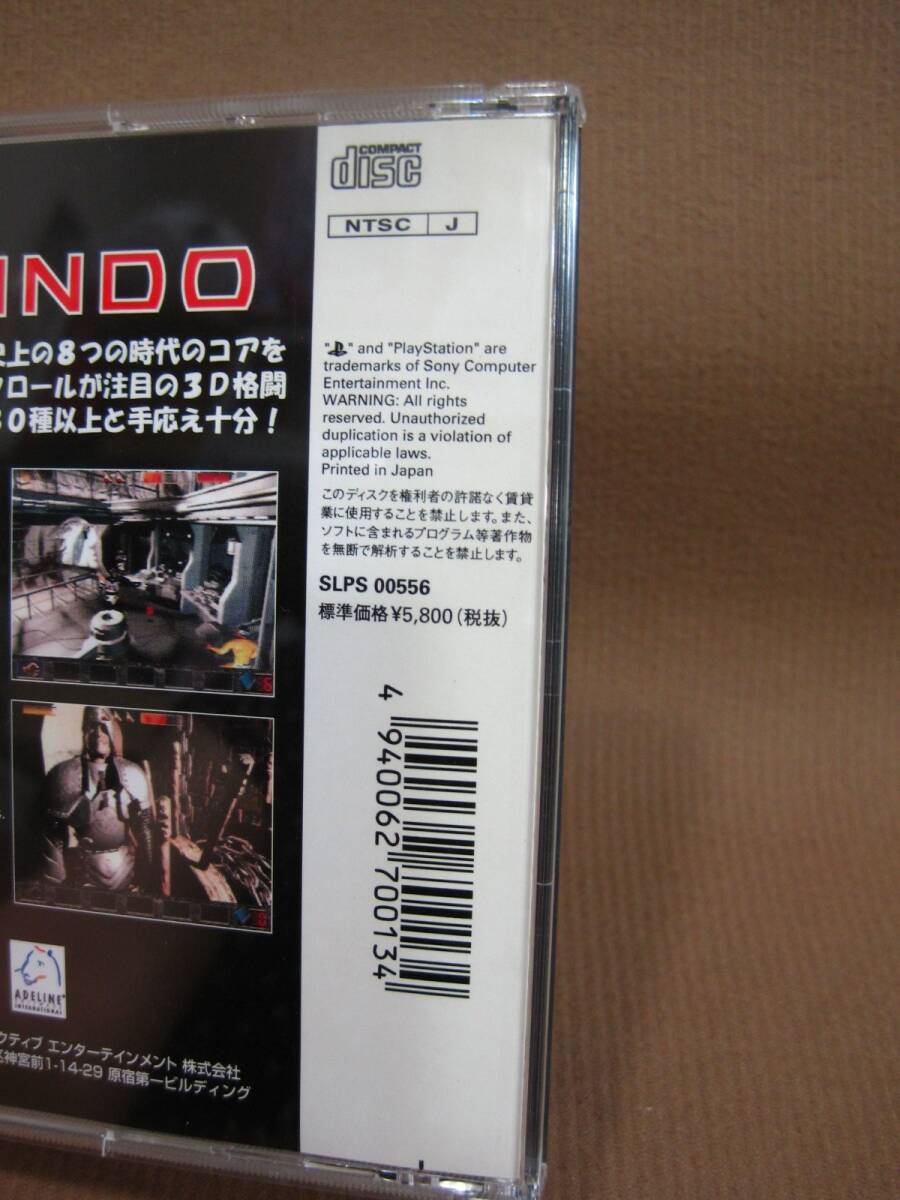 COMPACT
disc
NTSC J
INDO
史上の8つの時代のコアを
クロールが注目の3D格闘
30種以上と手応え十分!
" " and "PlayStation" are
trademarks of Sony Computer
Entertainment Inc.
WARNING: All rights
reserved. Unauthorized
duplication is a violation of
applicable laws.
Printed in Japan
このディスクを権利者の許諾なく賃貸
業に使用することを禁止します。また、
ソフトに含まれるプログラム等著作物
を無断で解析することを禁止します。
SLPS 00556
標準価格¥5,800(税抜)
4 940062 700134
ADELINE
International
クティブ エンターテインメント 株式会社
区神宮前1-14-29 原宿第一ビルディング